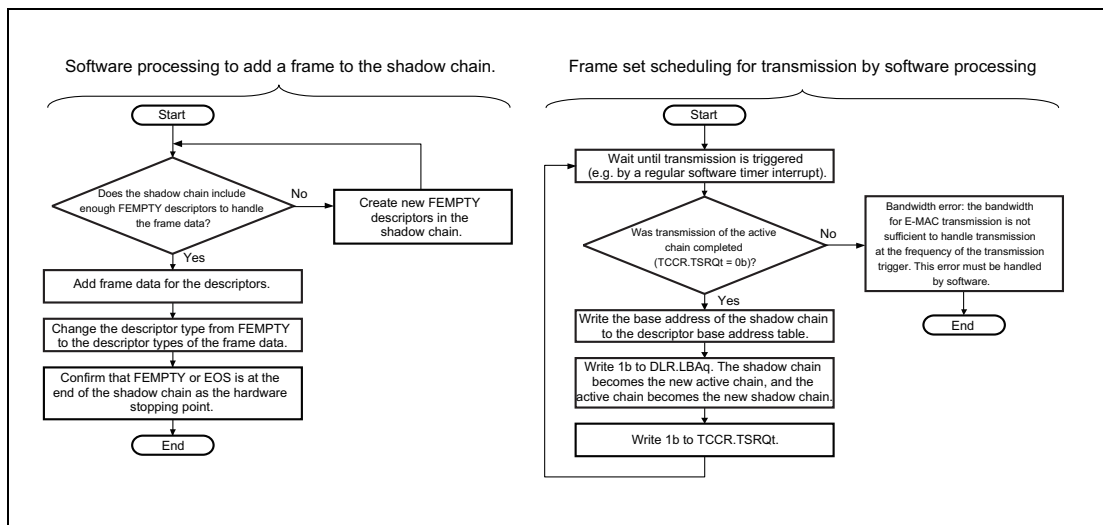 Software processing to add a frame to the shadow chain.
Start
Does the shadow chain include
enough FEMPTY descriptors to handle
the frame data?
No
Create new FEMPTY
descriptors in the
shadow chain.
Yes
Add frame data for the descriptors.
Change the descriptor type from FEMPTY
to the descriptor types of the frame data.
Confirm that FEMPTY or EOS is at the
end of the shadow chain as the hardware
stopping point.
End
Frame set scheduling for transmission by software processing
Start
Wait until transmission is triggered
(e.g. by a regular software timer interrupt).
Was transmission of the active
chain completed
(TCCR.TSRQt = 0b)?
No
Bandwidth error: the bandwidth
for E-MAC transmission is not
sufficient to handle transmission
at the frequency of the transmission
trigger. This error must be handled
by software.
End
Yes
Write the base address of the shadow chain
to the descriptor base address table.
Write 1b to DLR.LBAq. The shadow chain
becomes the new active chain, and the
active chain becomes the new shadow chain.
Write 1b to TCCR.TSRQt.